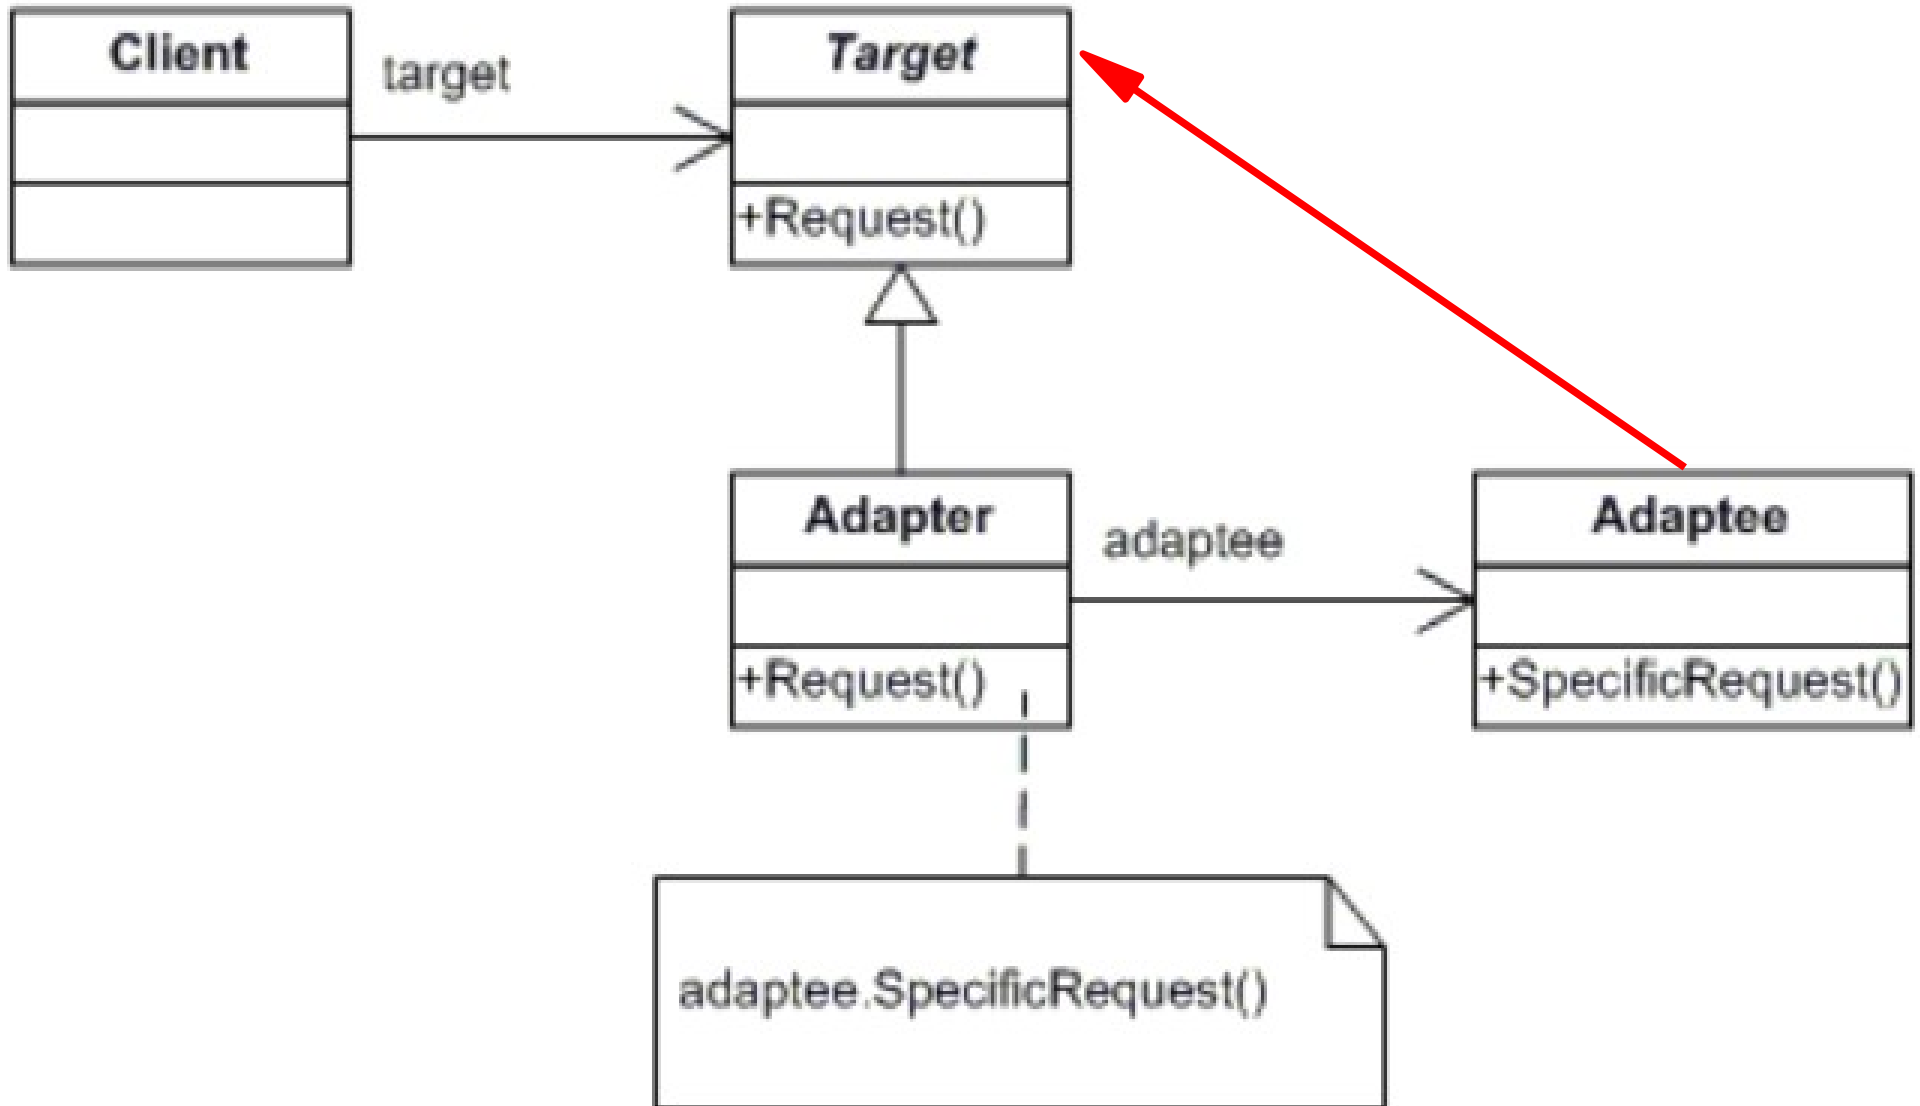 Client
target
Target
+Request()
Adapter
adaptee
Adaptee
+Request()
+SpecificRequest()
adaptee.SpecificRequest()